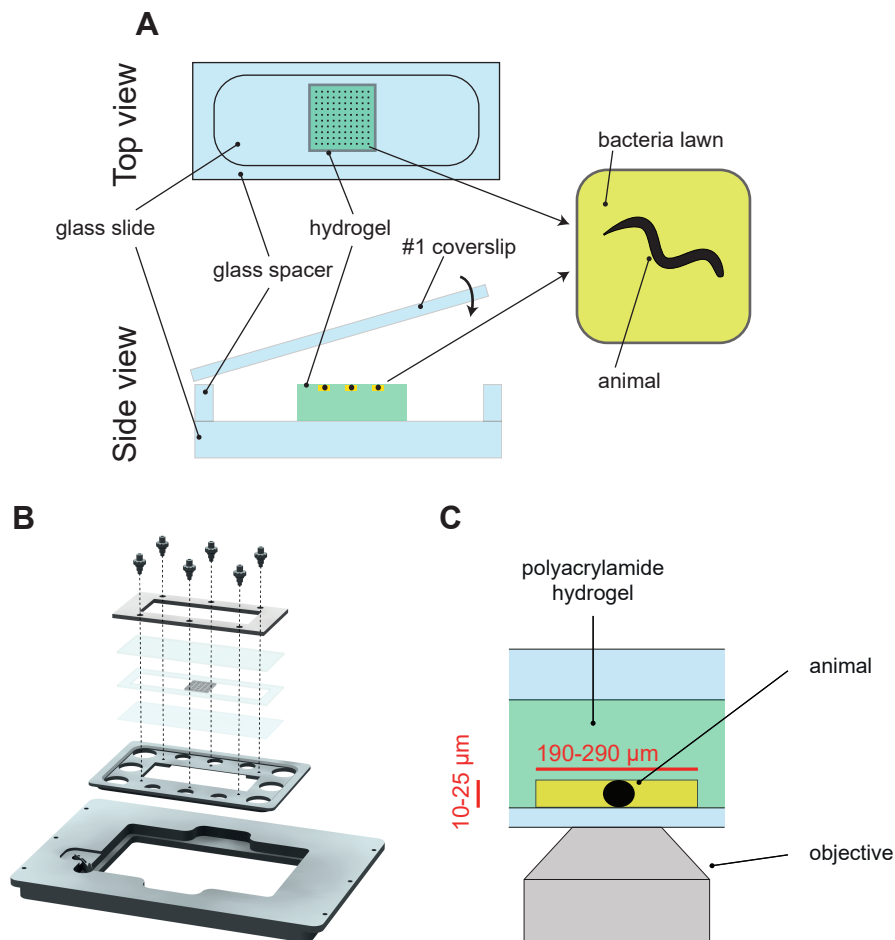 A
Top view
bacteria lawn
glass slide
hydrogel
#1 coverslip
glass spacer
animal
Side view
B
C
polyacrylamide
hydrogel
animal
190-290 µm
10-25 µm
objective